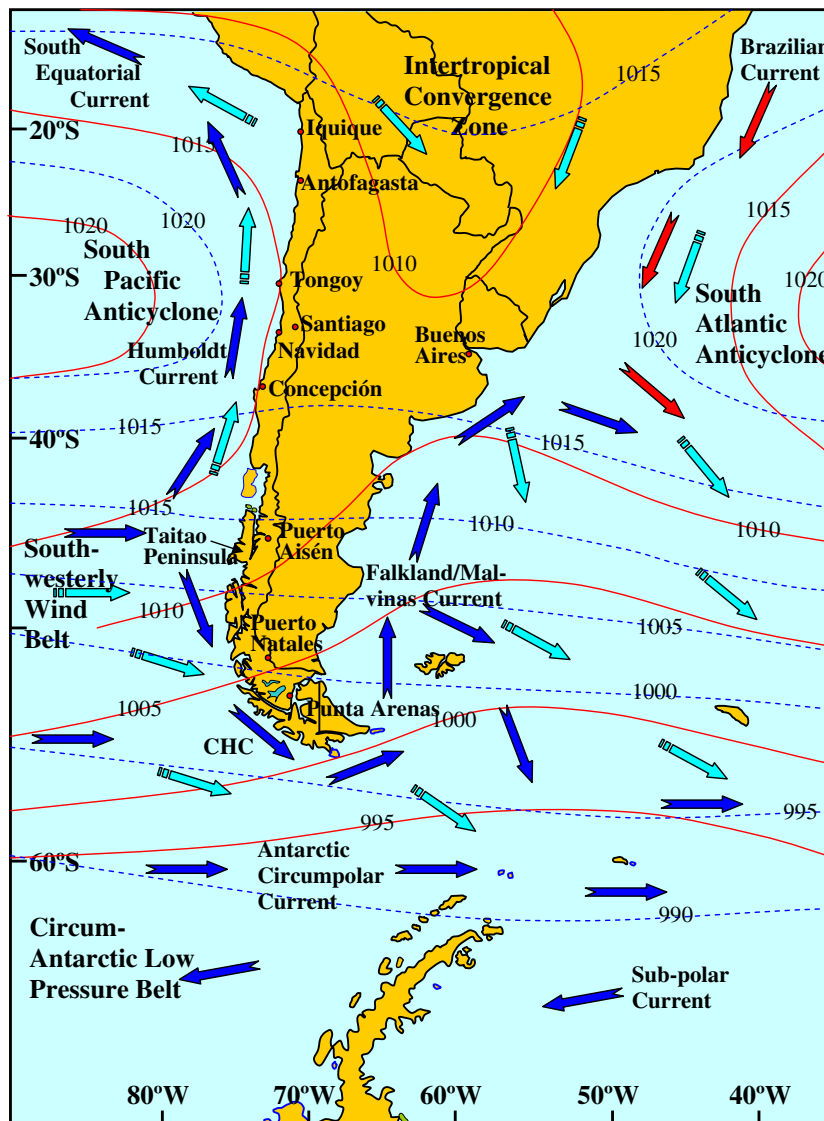 South
Equatorial
Current
Intertropical
Convergence
Zone
1015
Brazilian
Current
20ºS
1015
Iquique
Antofagasta
1020
1020
South
Pacific
Anticyclone
30ºS
1010
1015
1020
South
Atlantic
Anticyclone
1020
Tongoy
Santiago
Navidad
Humboldt
Current
Buenos
Aires
Concepción
1015
40ºS
1015
1015
1010
1010
Taitao
Peninsula
Puerto
Aisén
South-
westerly
Wind
Belt
1010
Falkland/Mal-
vinas Current
Puerto
Natales
1005
1000
1005
Punta Arenas
1000
CHC
995
995
60ºS
Antarctic
Circumpolar
Current
990
Circum-
Antarctic Low
Pressure Belt
Sub-polar
Current
80ºW
70ºW
60ºW
50ºW
40ºW